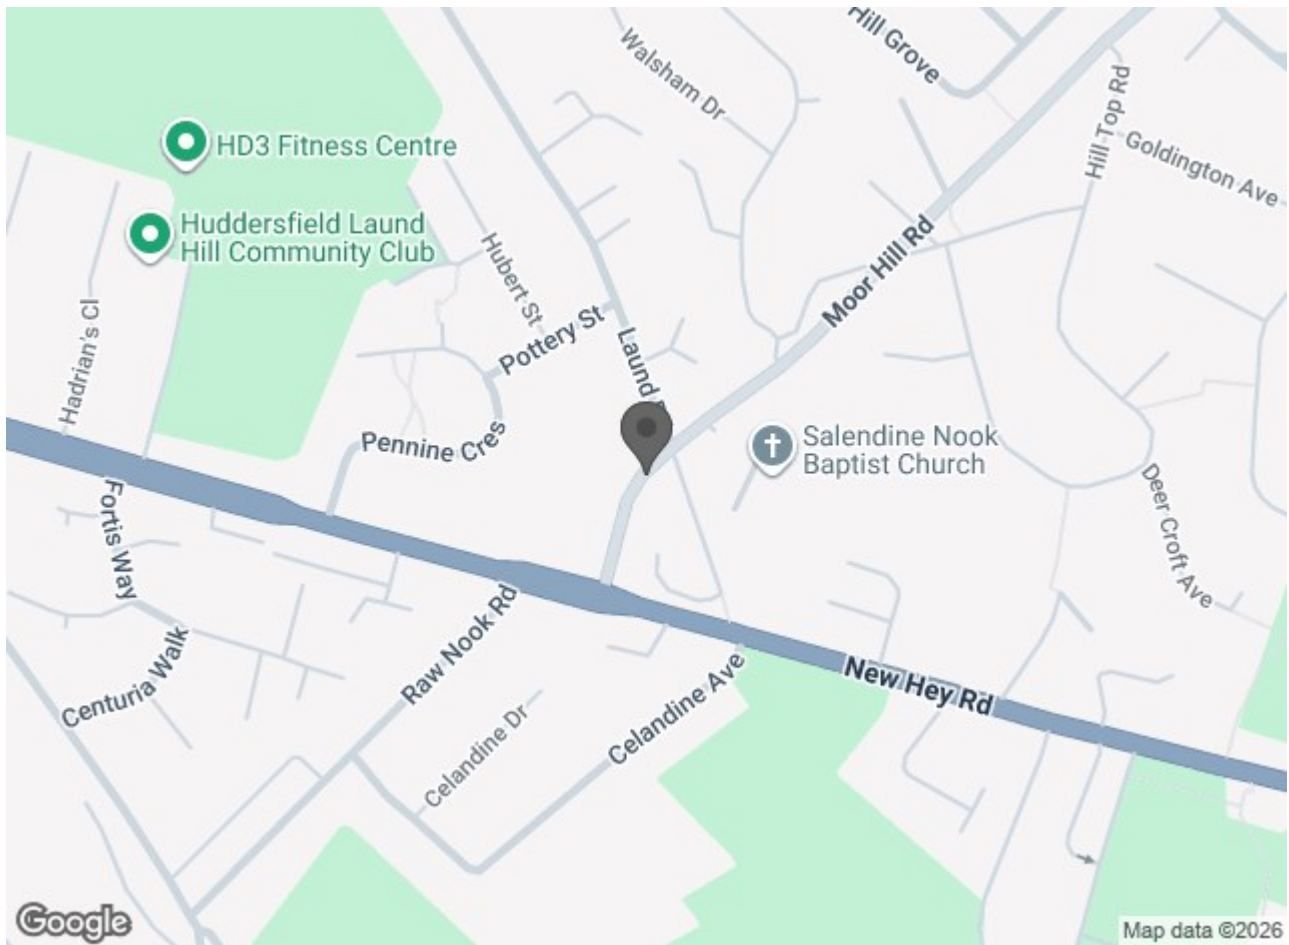 Hill Grove
Walsham Dr
Hill Top Rd
Goldington Ave
HD3 Fitness Centre
Huddersfield Laund
Hill Community Club
Hubert St
Moor Hill Rd
Hadrian's Cl
Pottery St
Laund
Pennine Cres
Salendine Nook
Baptist Church
Deer Croft Ave
Fortis Way
Raw Nook Rd
Centuria Walk
Celandine Ave
New Hey Rd
Celandine Dr
Google
Map data ©2026